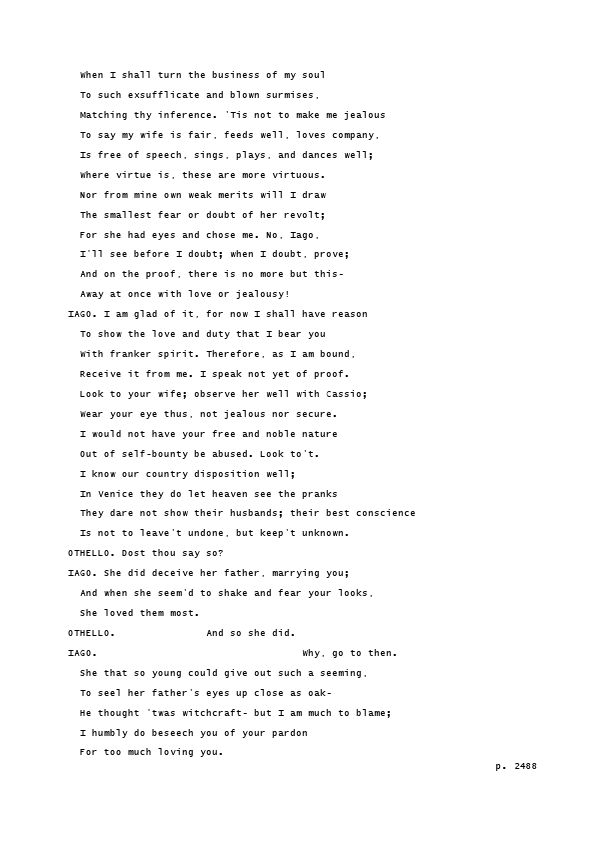 When I shall turn the business of my soul
To such exsufflicate and blown surmises,
Matching thy inference. 'Tis not to make me jealous
To say my wife is fair, feeds well, loves company,
Is free of speech, sings, plays, and dances well;
Where virtue is, these are more virtuous.
Nor from mine own weak merits will I draw
The smallest fear or doubt of her revolt;
For she had eyes and chose me. No, Iago,
I'll see before I doubt; when I doubt, prove;
And on the proof, there is no more but this-
Away at once with love or jealousy!
IAGO. I am glad of it, for now I shall have reason
To show the love and duty that I bear you
With franker spirit. Therefore, as I am bound,
Receive it from me. I speak not yet of proof.
Look to your wife; observe her well with Cassio;
Wear your eye thus, not jealous nor secure.
I would not have your free and noble nature
Out of self-bounty be abused. Look to't.
I know our country disposition well;
In Venice they do let heaven see the pranks
They dare not show their husbands; their best conscience
Is not to leave't undone, but keep't unknown.
OTHELLO. Dost thou say so?
IAGO. She did deceive her father, marrying you;
And when she seem'd to shake and fear your looks,
She loved them most.
OTHELLO. And so she did.
IAGO. Why, go to then.
She that so young could give out such a seeming,
To seel her father's eyes up close as oak-
He thought 'twas witchcraft- but I am much to blame;
I humbly do beseech you of your pardon
For too much loving you.
p. 2488